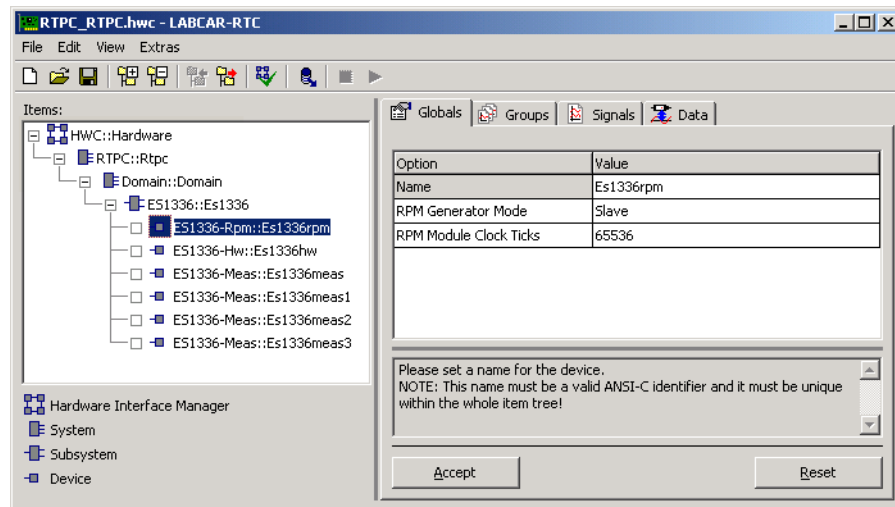 RTPC_RTPC.hwc - LABCAR-RTC
File Edit View Extras
Items:
HWC::Hardware
RTPC::Rtpc
Domain::Domain
ES1336::Es1336
ES1336-Rpm::Es1336rpm
ES1336-Hw::Es1336hw
ES1336-Meas::Es1336meas
ES1336-Meas::Es1336meas1
ES1336-Meas::Es1336meas2
ES1336-Meas::Es1336meas3
Hardware Interface Manager
System
Subsystem
Device
Globals Groups Signals Data
Option Value
Name Es1336rpm
RPM Generator Mode Slave
RPM Module Clock Ticks 65536
Please set a name for the device.
NOTE: This name must be a valid ANSI-C identifier and it must be unique
within the whole item tree!
Accept Reset